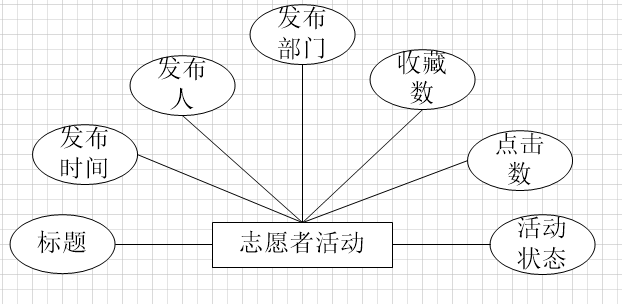 发布
部门
收藏
数
发布
人
发布
时间
点击
数
标题
志愿者活动
活动
状态